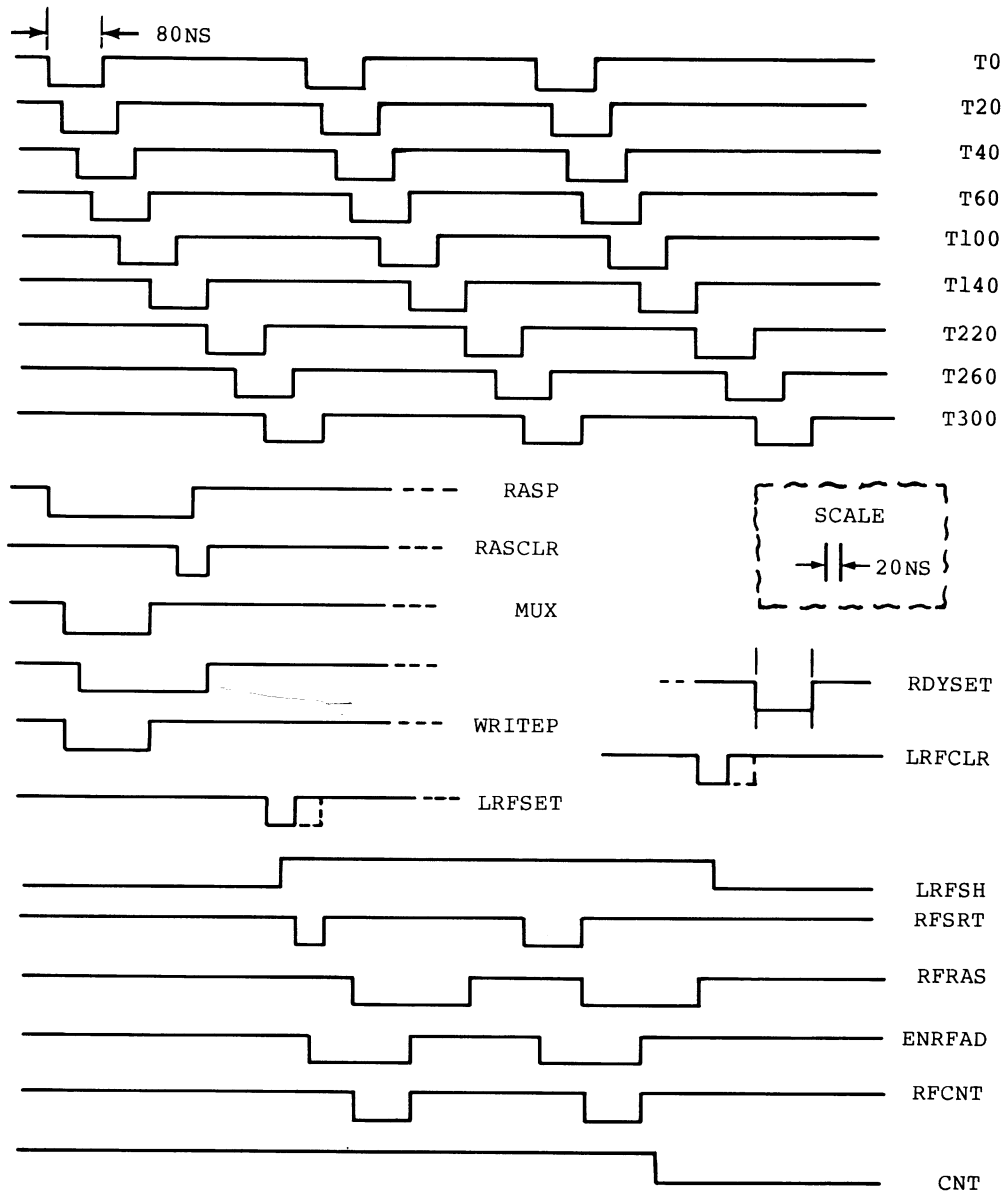 80NS
T0
T20
T40
T60
T100
T140
T220
T260
T300
RASP
SCALE
RASCLR
20NS
MUX
RDYSET
WRITEP
LRFCLR
LRFSET
LRFSH
RFSRT
RFRAS
ENRFAD
RFCNT
CNT